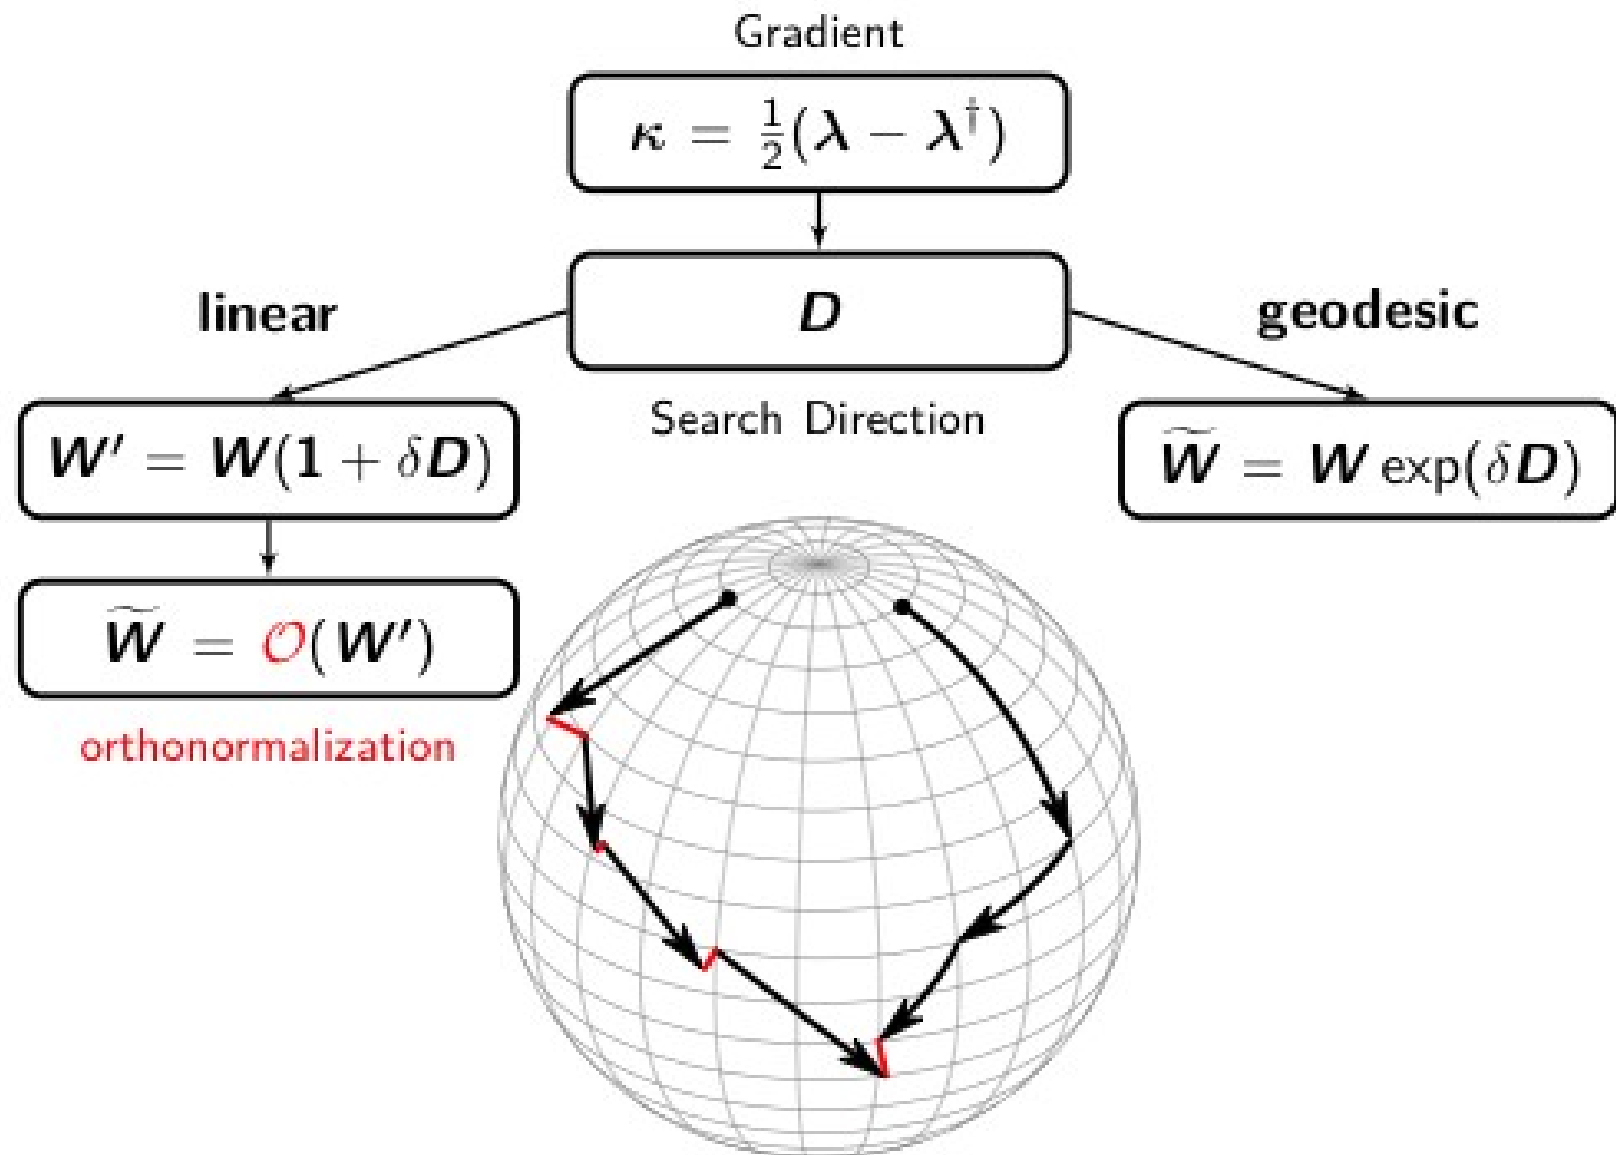 Gradient
κ = ½(λ − λ†)
linear
D
geodesic
Search Direction
W′ = W(1 + δD)
W̃ = W exp(δD)
W̃ = 𝒪(W′)
orthonormalization